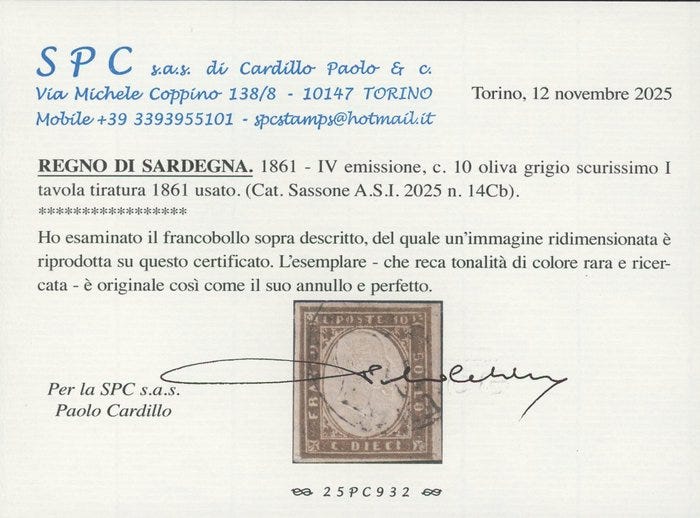 SPC s.a.s. di Cardillo Paolo & c.
Via Michele Coppino 138/8 - 10147 TORINO
Mobile +39 3393955101 - spcstamps@hotmail.it
Torino, 12 novembre 2025
REGNO DI SARDEGNA. 1861 - IV emissione, c. 10 oliva grigio scurissimo I
tavola tiratura 1861 usato. (Cat. Sassone A.S.I. 2025 n. 14Cb).
*****************
Ho esaminato il francobollo sopra descritto, del quale un'immagine ridimensionata è
riprodotta su questo certificato. L'esemplare - che reca tonalità di colore rara e ricer-
cata - è originale così come il suo annullo e perfetto.
C. POSTE 10
FRANCO
BOLLO
C. DIECI
Per la SPC s.a.s.
Paolo Cardillo
25PC932